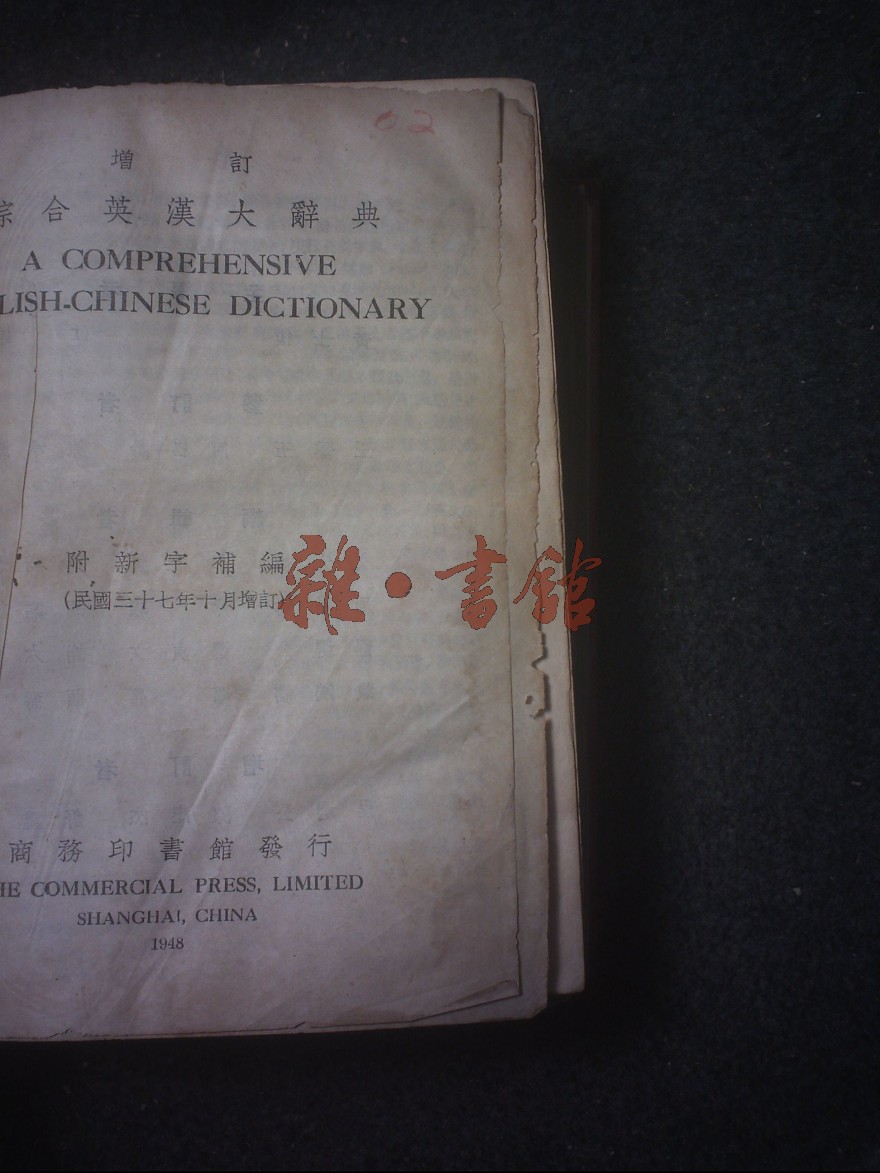 02
增訂
綜合英漢大辭典
A COMPREHENSIVE
LISH-CHINESE DICTIONARY
附新字補編
(民國三十七年十月增訂)
雜·書館
商務印書館發行
HE COMMERCIAL PRESS, LIMITED
SHANGHAI, CHINA
1948